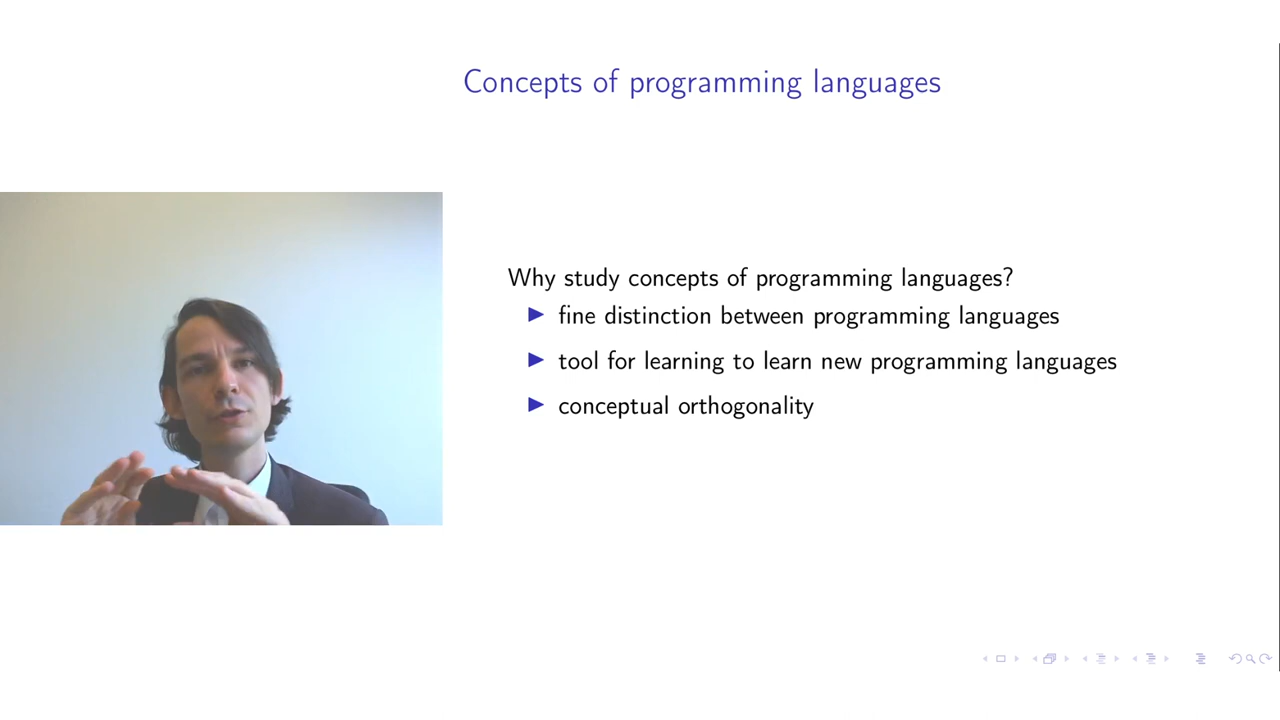 Concepts of programming languages
Why study concepts of programming languages?
fine distinction between programming languages
tool for learning to learn new programming languages
conceptual orthogonality